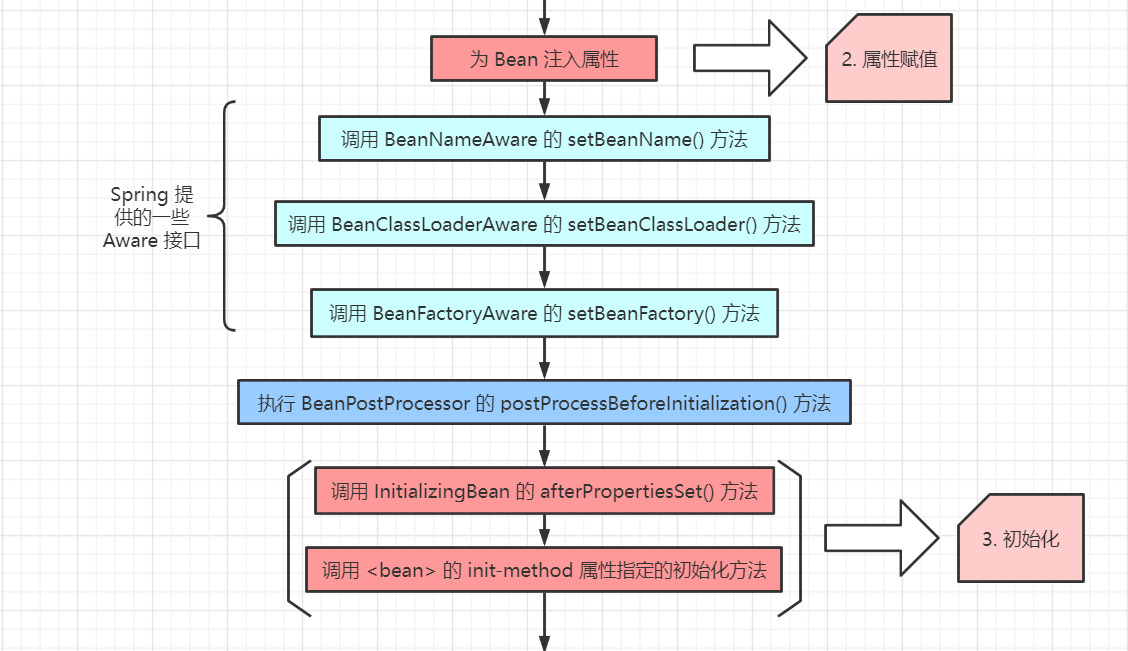 为 Bean 注入属性
2. 属性赋值
调用 BeanNameAware 的 setBeanName() 方法
Spring 提
供的一些
Aware 接口
调用 BeanClassLoaderAware 的 setBeanClassLoader() 方法
调用 BeanFactoryAware 的 setBeanFactory() 方法
执行 BeanPostProcessor 的 postProcessBeforeInitialization() 方法
调用 InitializingBean 的 afterPropertiesSet() 方法
调用 <bean> 的 init-method 属性指定的初始化方法
3. 初始化